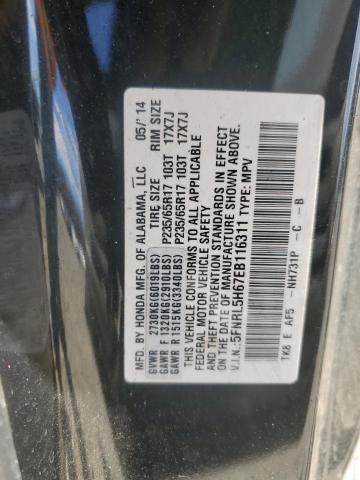 MFD. BY HONDA MFG. OF ALABAMA, LLC 05/'14
GVWR 2730KG(6019LBS) TIRE SIZE RIM SIZE
GAWR F 1320KG(2910LBS) P235/65R17 103T 17X7J
GAWR R 1515KG(3340LBS) P235/65R17 103T 17X7J
THIS VEHICLE CONFORMS TO ALL APPLICABLE
FEDERAL MOTOR VEHICLE SAFETY
AND THEFT PREVENTION STANDARDS IN EFFECT
ON THE DATE OF MANUFACTURE SHOWN ABOVE.
V.I.N.:5FNRL5H67EB116311 TYPE: MPV
TK8 E AF5 -NH731P -C -B